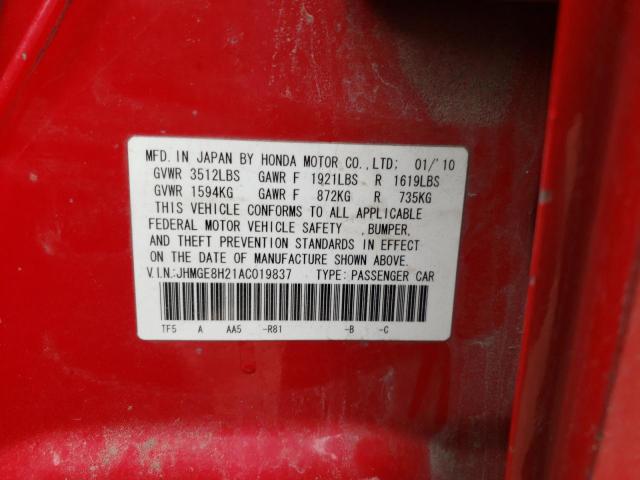 MFD. IN JAPAN BY HONDA MOTOR CO.,LTD; 01/'10
GVWR 3512LBS GAWR F 1921LBS R 1619LBS
GVWR 1594KG GAWR F 872KG R 735KG
THIS VEHICLE CONFORMS TO ALL APPLICABLE
FEDERAL MOTOR VEHICLE SAFETY ,BUMPER,
AND THEFT PREVENTION STANDARDS IN EFFECT
ON THE DATE OF MANUFACTURE SHOWN ABOVE.
V.I.N.:JHMGE8H21AC019837 TYPE: PASSENGER CAR
TF5 A AA5 -R81 -B -C